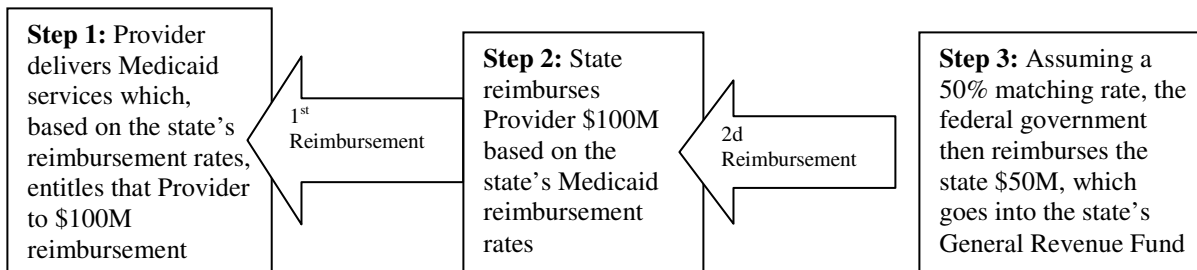 Step 1: Provider
delivers Medicaid
services which,
based on the state's
reimbursement rates,
entitles that Provider
to $100M
reimbursement
1st
Reimbursement
Step 2: State
reimburses
Provider $100M
based on the
state's Medicaid
reimbursement
rates
2d
Reimbursement
Step 3: Assuming a
50% matching rate, the
federal government
then reimburses the
state $50M, which
goes into the state's
General Revenue Fund